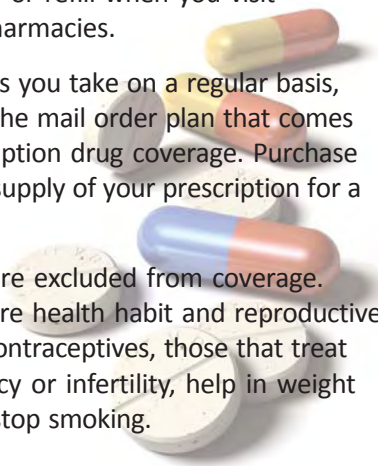 or refill when you visit
harmacies.
s you take on a regular basis,
he mail order plan that comes
ption drug coverage. Purchase
supply of your prescription for a
re excluded from coverage.
re health habit and reproductive
ontraceptives, those that treat
cy or infertility, help in weight
stop smoking.